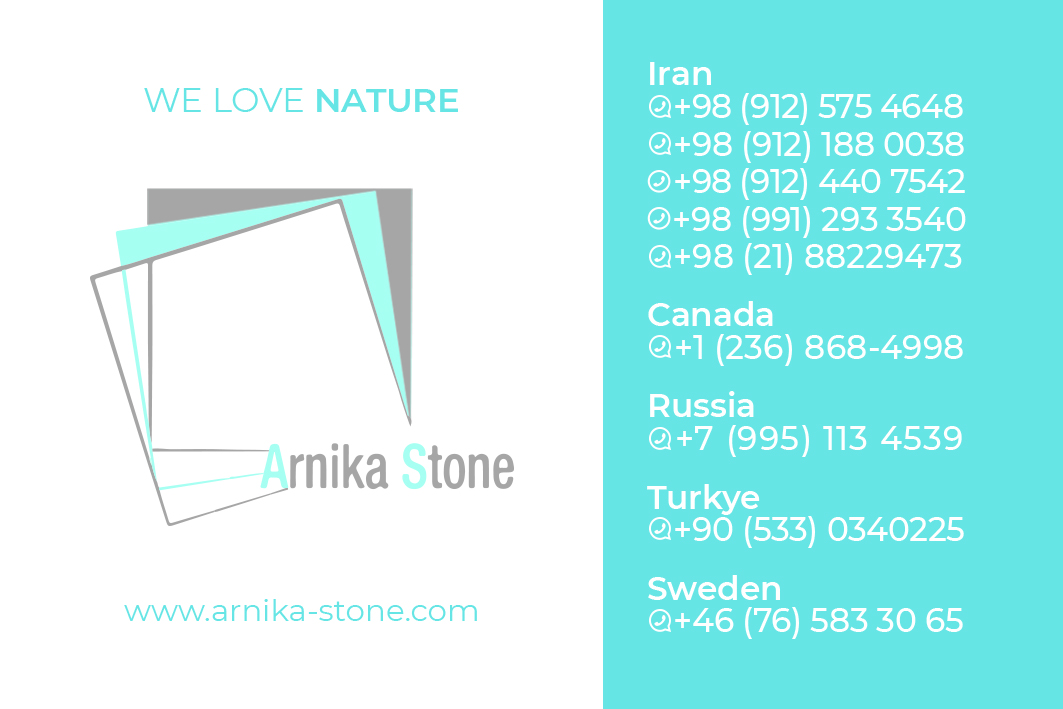 WE LOVE NATURE
Arnika Stone
www.arnika-stone.com
Iran
+98 (912) 575 4648
+98 (912) 188 0038
+98 (912) 440 7542
+98 (991) 293 3540
+98 (21) 88229473
Canada
+1 (236) 868-4998
Russia
+7 (995) 113 4539
Turkye
+90 (533) 0340225
Sweden
+46 (76) 583 30 65